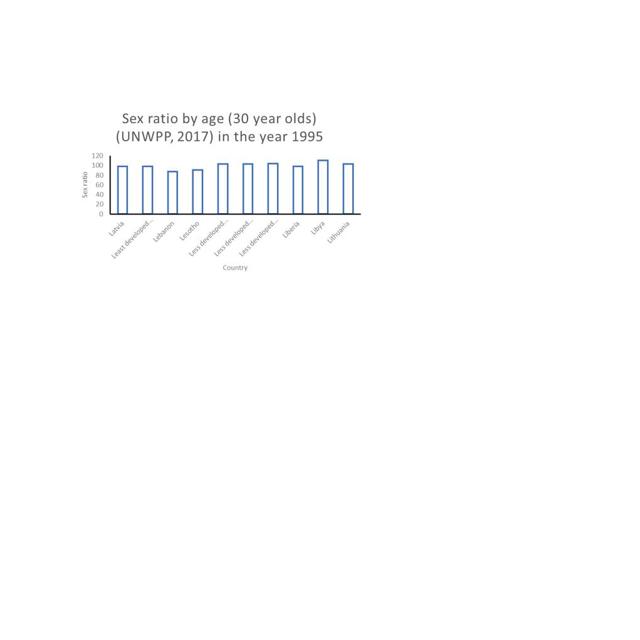 Sex ratio by age (30 year olds)
(UNWPP, 2017) in the year 1995
120
100
80
60
40
20
0
Sex ratio
Latvia
Least developed...
Lebanon
Lesotho
Less developed...
Less developed...
Less developed...
Liberia
Libya
Lithuania
Country